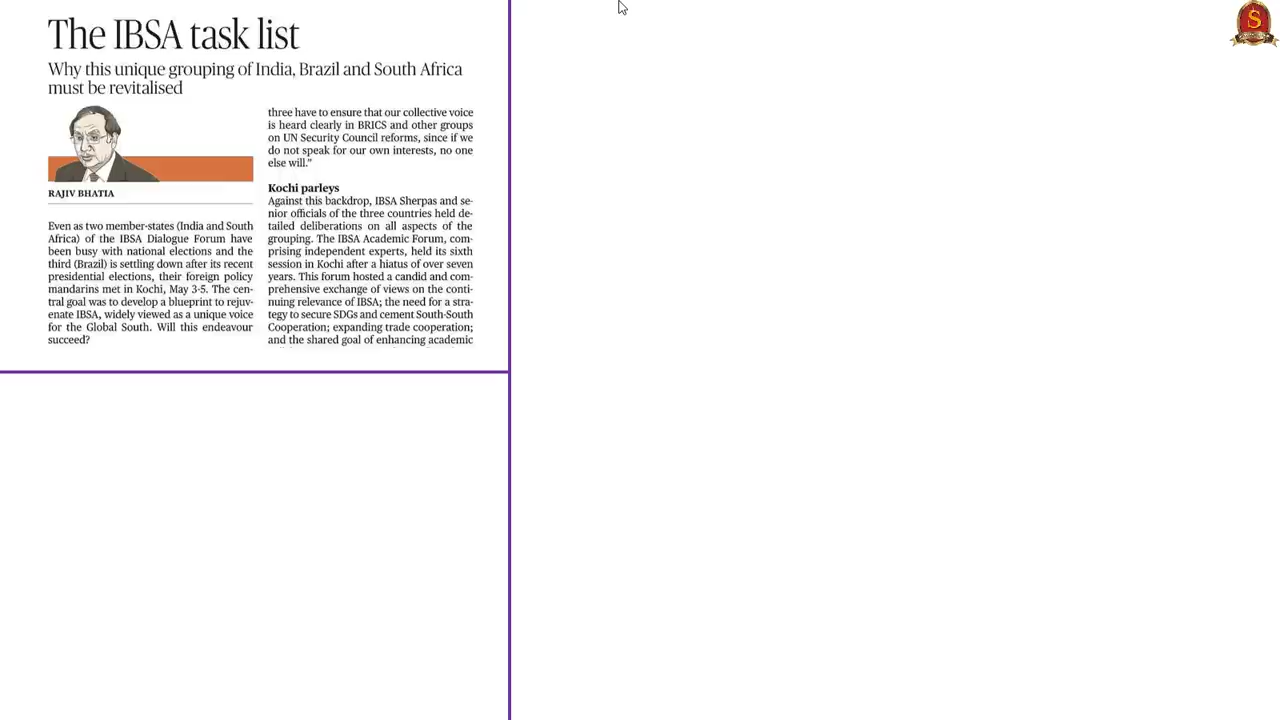 The IBSA task list
Why this unique grouping of India, Brazil and South Africa
must be revitalised
RAJIV BHATIA
Even as two member-states (India and South
Africa) of the IBSA Dialogue Forum have
been busy with national elections and the
third (Brazil) is settling down after its recent
presidential elections, their foreign policy
mandarins met in Kochi, May 3-5. The cen-
tral goal was to develop a blueprint to rejuv-
enate IBSA, widely viewed as a unique voice
for the Global South. Will this endeavour
succeed?
three have to ensure that our collective voice
is heard clearly in BRICS and other groups
on UN Security Council reforms, since if we
do not speak for our own interests, no one
else will.”
Kochi parleys
Against this backdrop, IBSA Sherpas and se-
nior officials of the three countries held de-
tailed deliberations on all aspects of the
grouping. The IBSA Academic Forum, com-
prising independent experts, held its sixth
session in Kochi after a hiatus of over seven
years. This forum hosted a candid and com-
prehensive exchange of views on the conti-
nuing relevance of IBSA; the need for a stra-
tegy to secure SDGs and cement South-South
Cooperation; expanding trade cooperation;
and the shared goal of enhancing academic
S